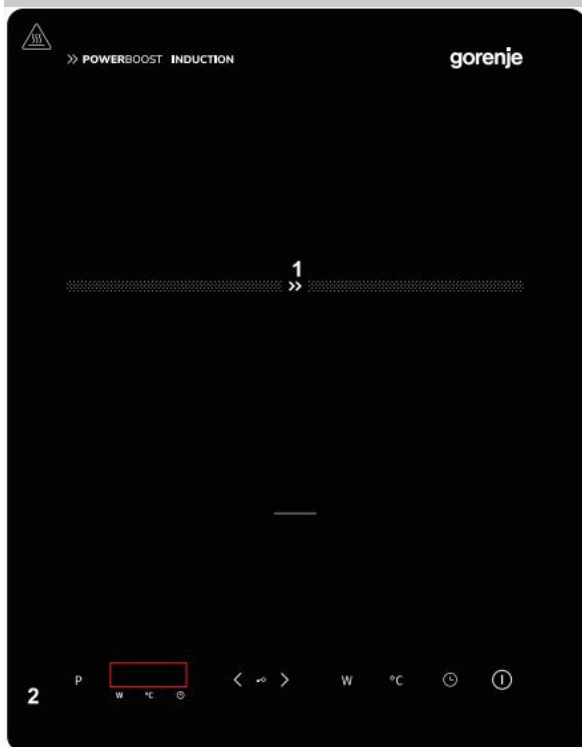 >> POWERBOOST INDUCTION
gorenje
1
>>
P < > W °C
W °C
2